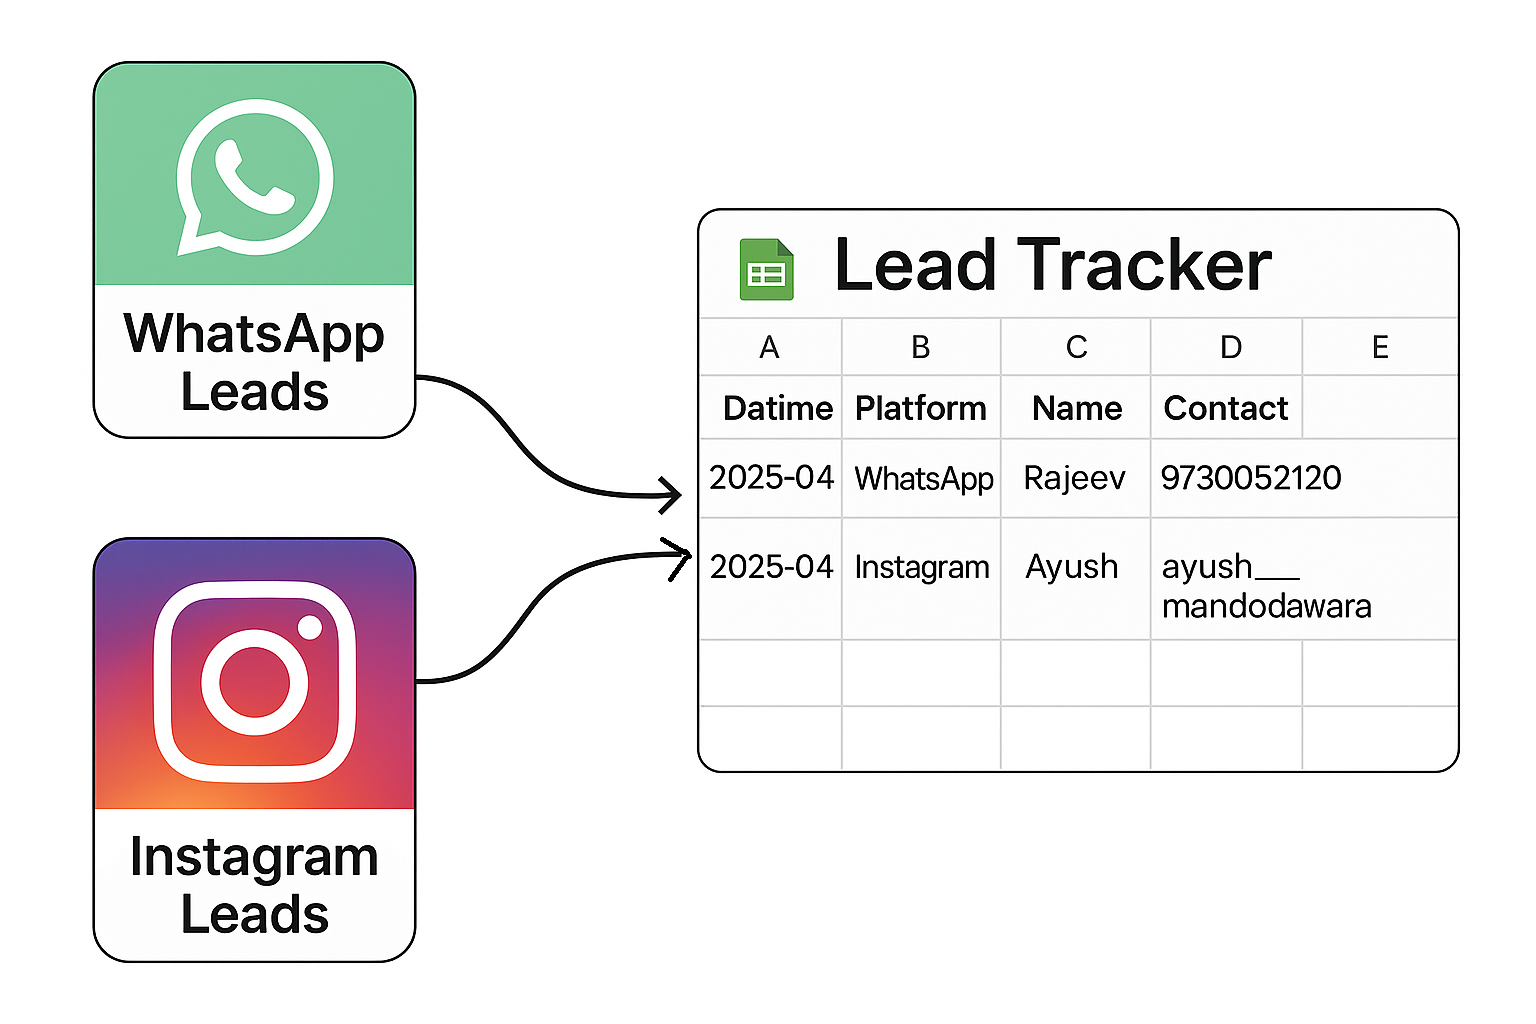 WhatsApp
Leads
Instagram
Leads
Lead Tracker
A B C D E
Datime Platform Name Contact
2025-04 WhatsApp Rajeev 9730052120
2025-04 Instagram Ayush ayush___
mandodawara